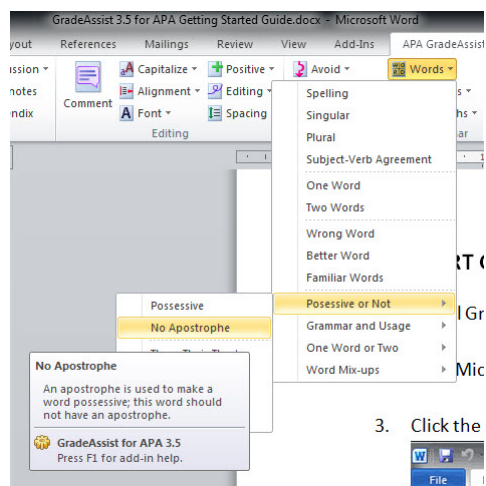 GradeAssist 3.5 for APA Getting Started Guide.docx - Microsoft Word
yout References Mailings Review View Add-Ins APA GradeAssist
ussion Capitalize Positive Avoid Words
notes Alignment Editing
ndix Comment Font Spacing
Editing
Spelling
Singular
Plural
Subject-Verb Agreement
One Word
Two Words
Wrong Word
Better Word
Familiar Words
Posessive or Not
Grammar and Usage
One Word or Two
Word Mix-ups
Possessive
No Apostrophe
No Apostrophe
An apostrophe is used to make a
word possessive; this word should
not have an apostrophe.
GradeAssist for APA 3.5
Press F1 for add-in help.
RT
l Gr
Mic
3. Click the
File